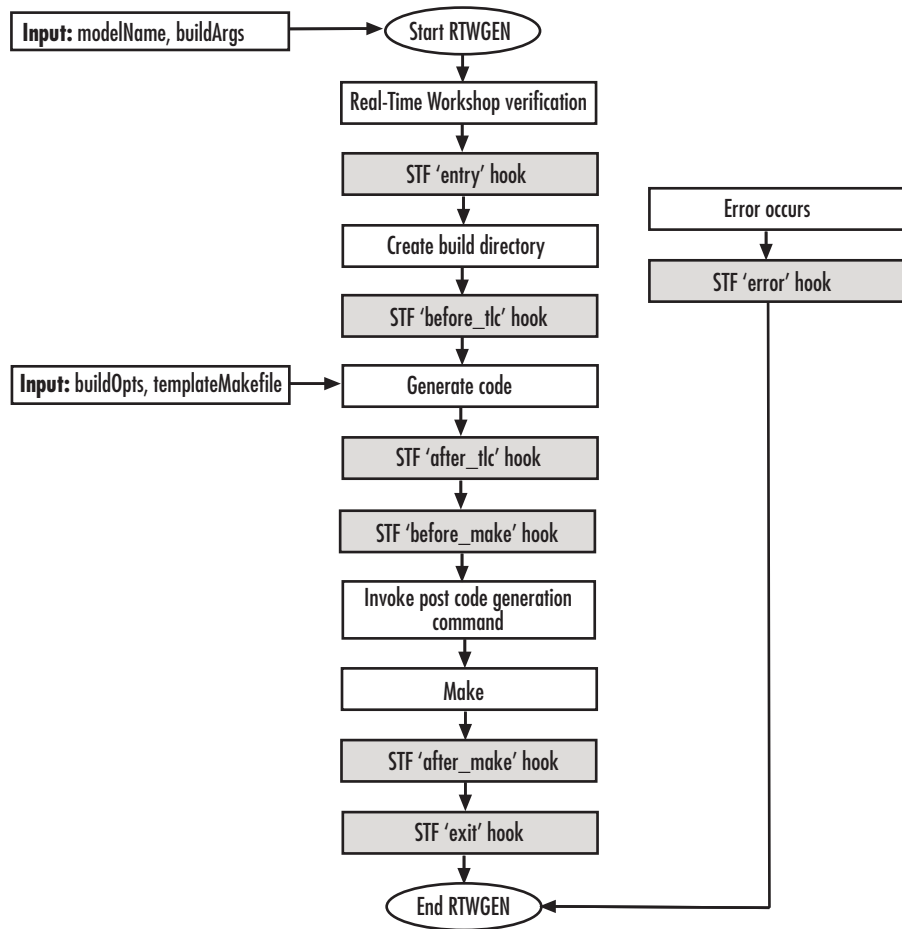 Input: modelName, buildArgs
Start RTWGEN
Real-Time Workshop verification
STF ‘entry’ hook
Error occurs
Create build directory
STF ‘error’ hook
STF ‘before_tlc’ hook
Input: buildOpts, templateMakefile
Generate code
STF ‘after_tlc’ hook
STF ‘before_make’ hook
Invoke post code generation
command
Make
STF ‘after_make’ hook
STF ‘exit’ hook
End RTWGEN